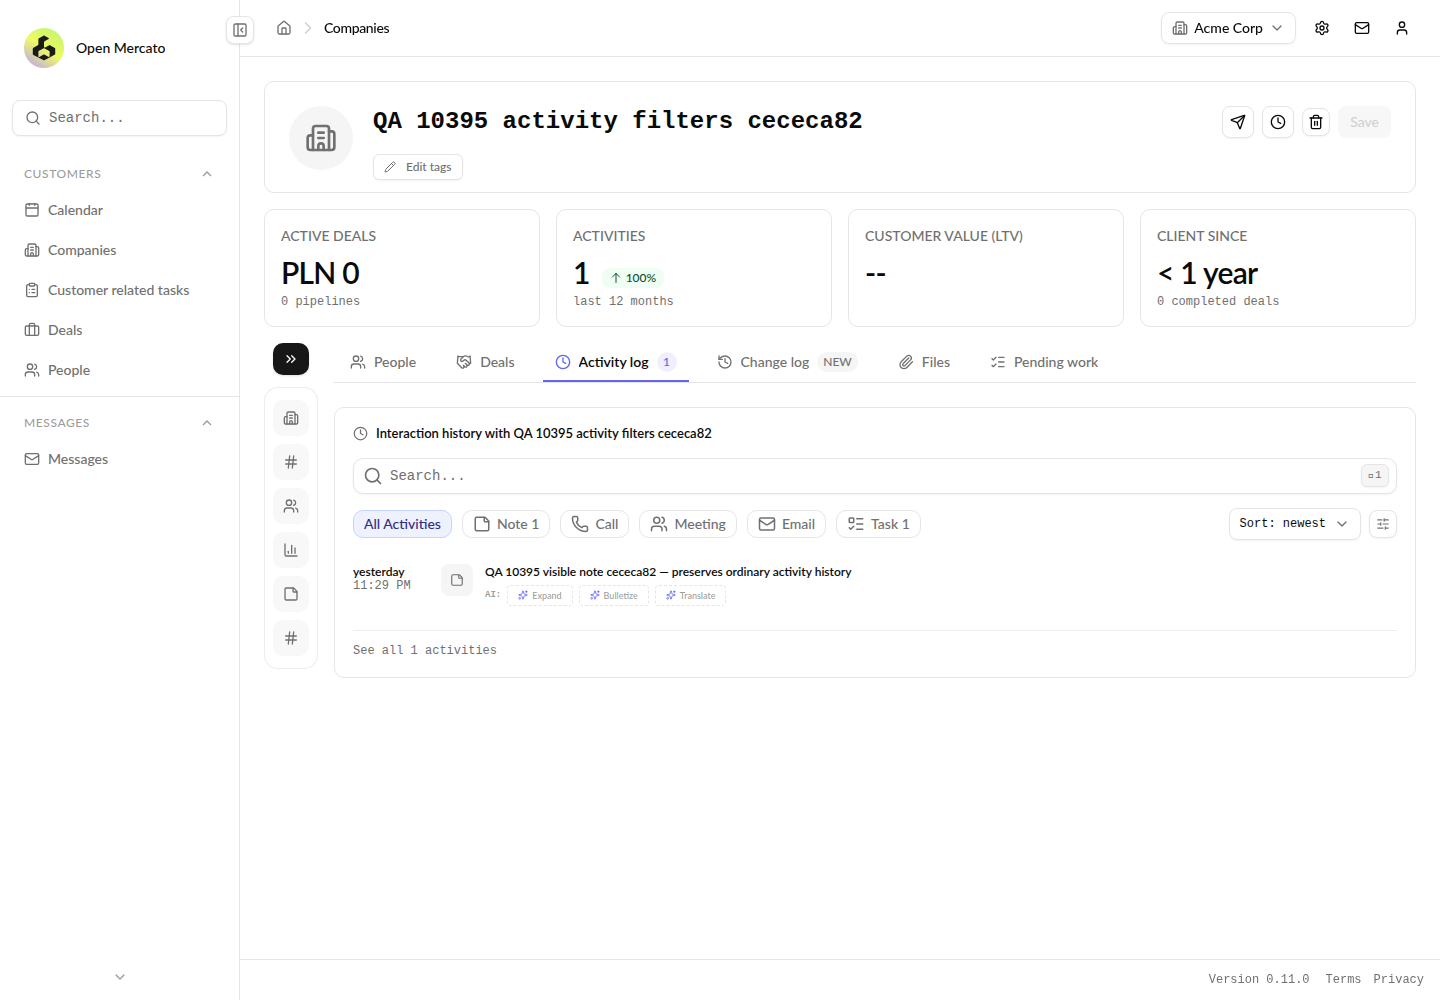 Open Mercato
Search...
CUSTOMERS
Calendar
Companies
Customer related tasks
Deals
People
MESSAGES
Messages
Companies
Acme Corp
QA 10395 activity filters cececa82
Edit tags
Save
ACTIVE DEALS
PLN 0
0 pipelines
ACTIVITIES
1
100%
last 12 months
CUSTOMER VALUE (LTV)
--
CLIENT SINCE
< 1 year
0 completed deals
People
Deals
Activity log 1
Change log NEW
Files
Pending work
Interaction history with QA 10395 activity filters cececa82
Search...
1
All Activities
Note 1
Call
Meeting
Email
Task 1
Sort: newest
yesterday
11:29 PM
QA 10395 visible note cececa82 — preserves ordinary activity history
AI:
Expand
Bulletize
Translate
See all 1 activities
Version 0.11.0
Terms
Privacy